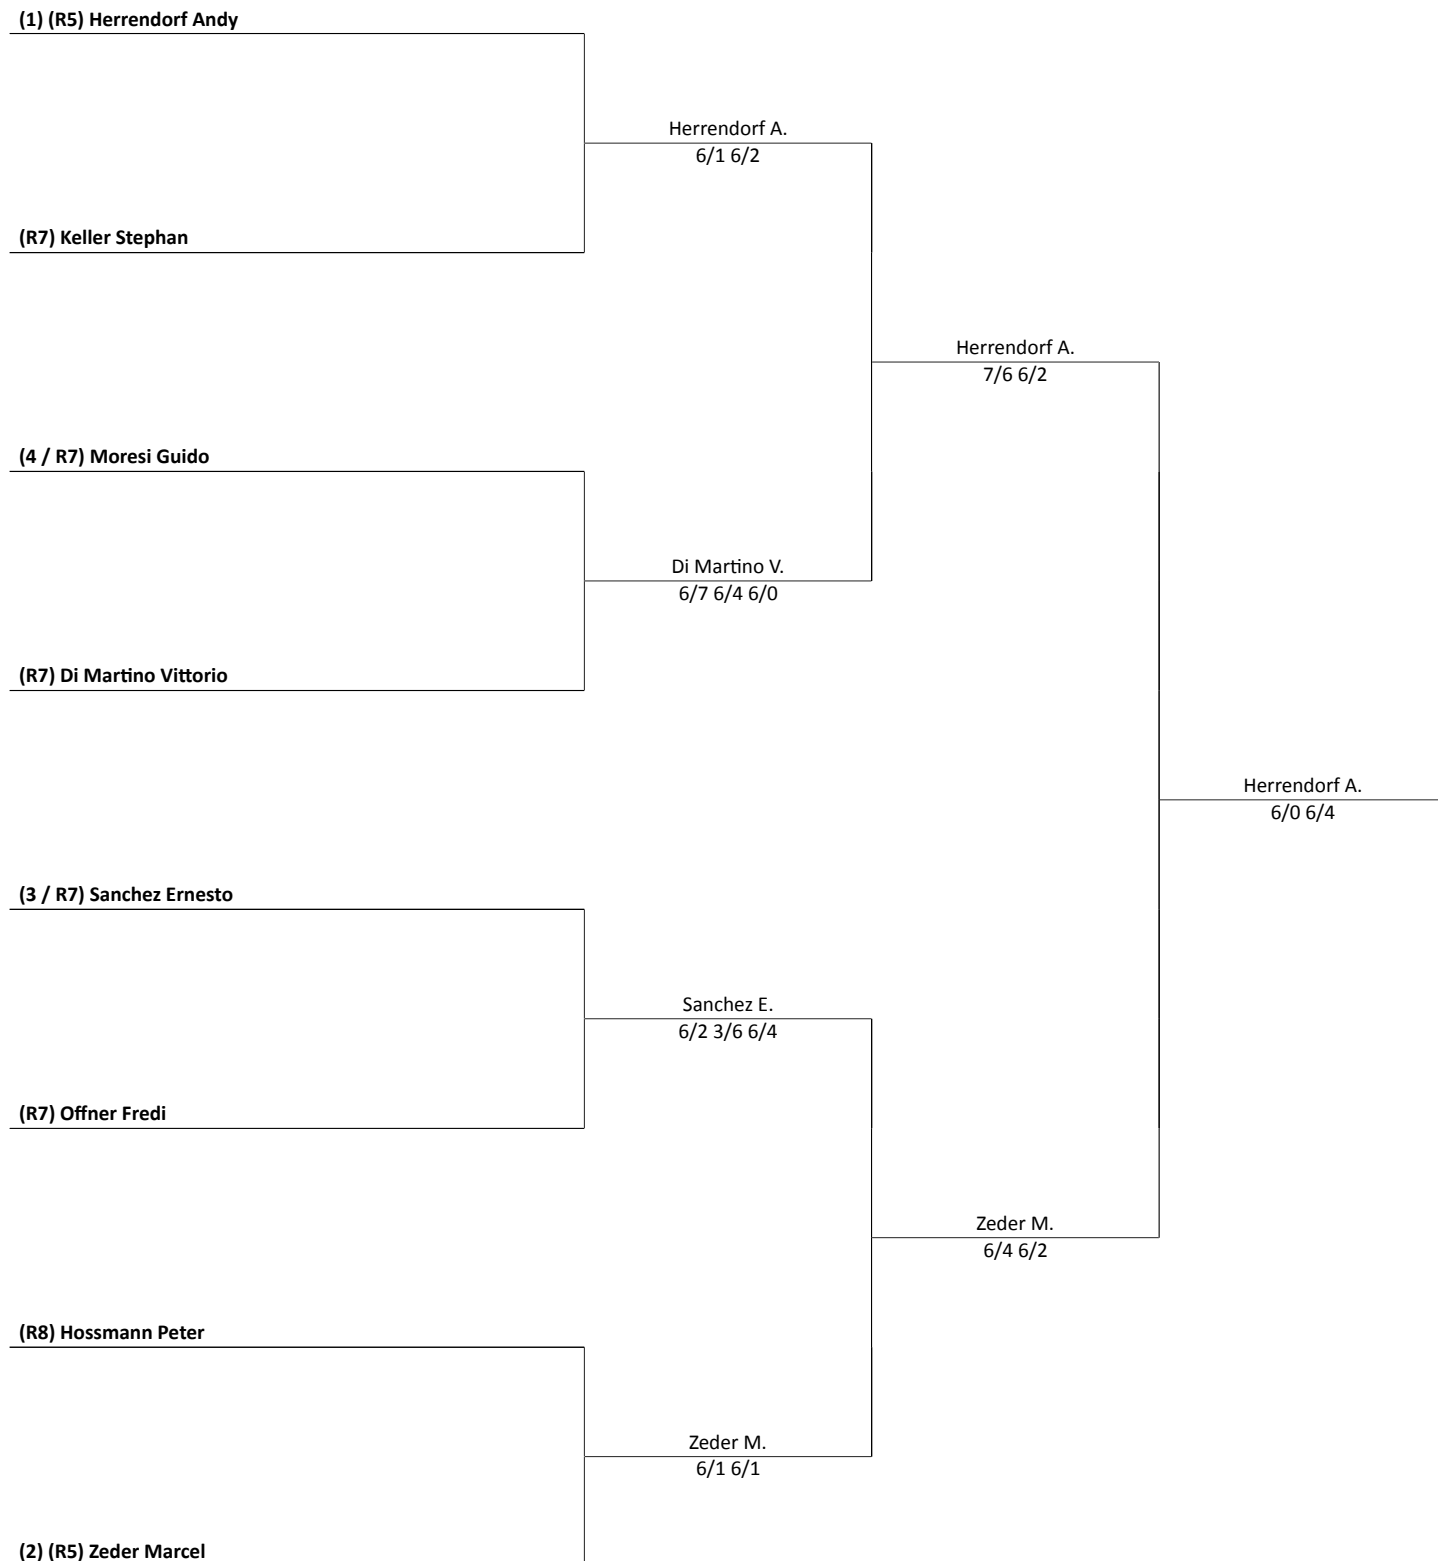 (1) (R5) Herrendorf Andy
Herrendorf A.
6/1 6/2
(R7) Keller Stephan
Herrendorf A.
7/6 6/2
(4 / R7) Moresi Guido
Di Martino V.
6/7 6/4 6/0
(R7) Di Martino Vittorio
Herrendorf A.
6/0 6/4
(3 / R7) Sanchez Ernesto
Sanchez E.
6/2 3/6 6/4
(R7) Offner Fredi
Zeder M.
6/4 6/2
(R8) Hossmann Peter
Zeder M.
6/1 6/1
(2) (R5) Zeder Marcel